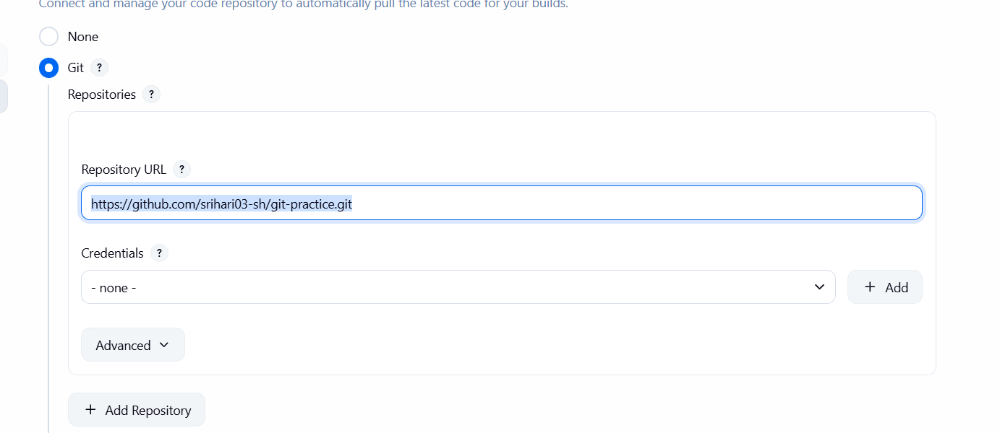 Connect and manage your code repository to automatically pull the latest code for your builds.
None
Git ?
Repositories ?
Repository URL ?
https://github.com/srihari03-sh/git-practice.git
Credentials ?
- none -
+ Add
Advanced
+ Add Repository